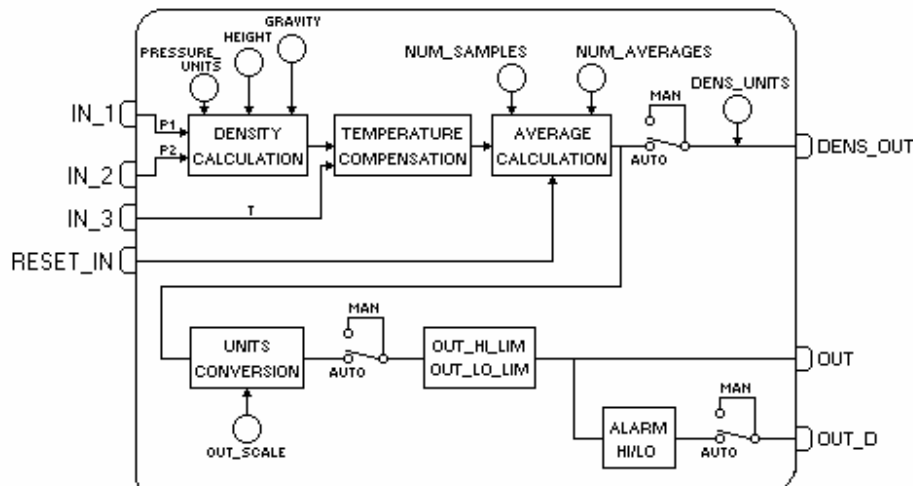 GRAVITY
HEIGHT
PRESSURE_
UNITS
NUM_SAMPLES
NUM_AVERAGES
DENS_UNITS
MAN
IN_1
P1
DENSITY
CALCULATION
TEMPERATURE
COMPENSATION
AVERAGE
CALCULATION
AUTO
DENS_OUT
P2
IN_2
IN_3
T
RESET_IN
MAN
UNITS
CONVERSION
AUTO
OUT_HI_LIM
OUT_LO_LIM
OUT
MAN
OUT_SCALE
ALARM
HI/LO
AUTO
OUT_D